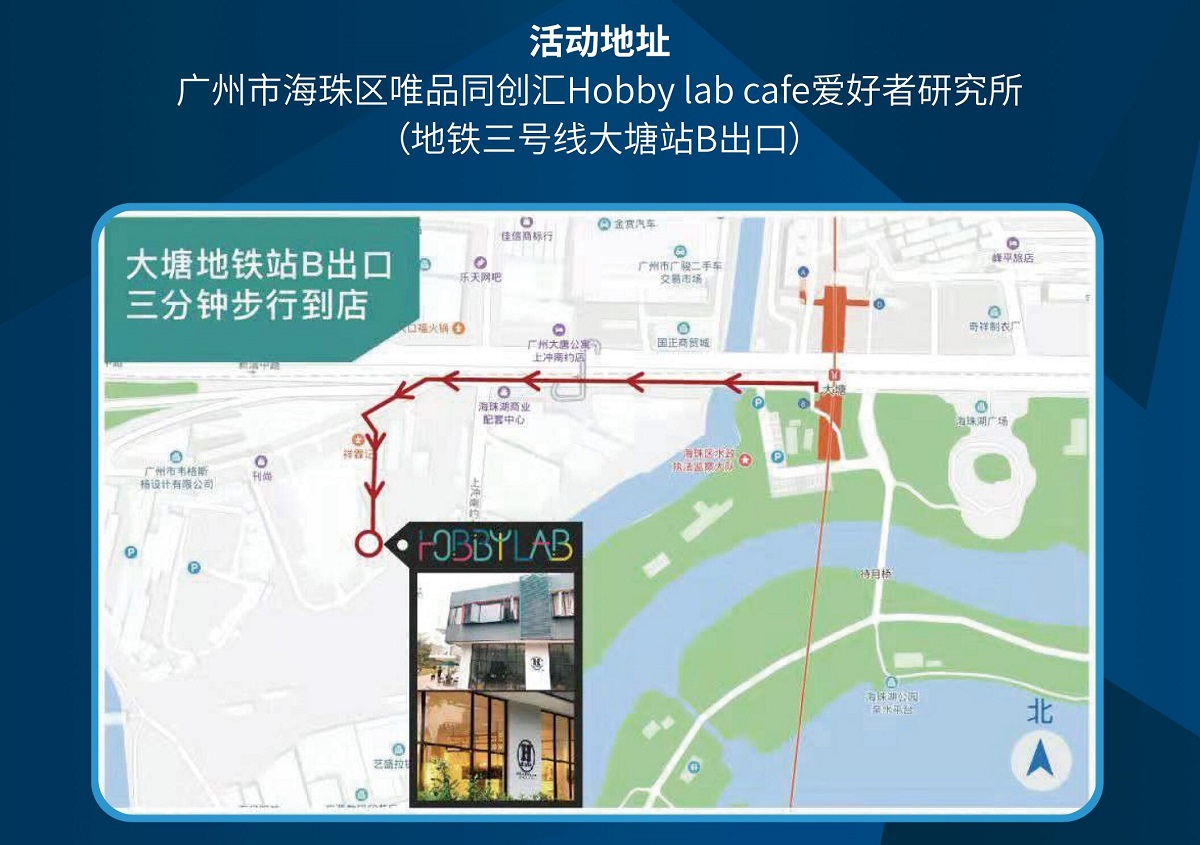 活动地址
广州市海珠区唯品同创汇Hobby lab cafe爱好者研究所
（地铁三号线大塘站B出口）
大塘地铁站B出口
三分钟步行到店
佳信商标行
金宫汽车
乐天网吧
广州市广骏二手车
交易市场
峰平旅店
口福火锅
广州大唐公寓
上冲南约店
国正商贸城
奇祥制衣厂
新滘中路
大塘
海珠湖商业
配套中心
海珠湖广场
祥霖记
海珠区水务
执法监察大队
广州市韦格斯
杨设计有限公司
刊尚
上冲南约
P
P
P
P
HOBBYLAB
待月桥
海珠湖公园
亲水平台
北
艺盛拉链